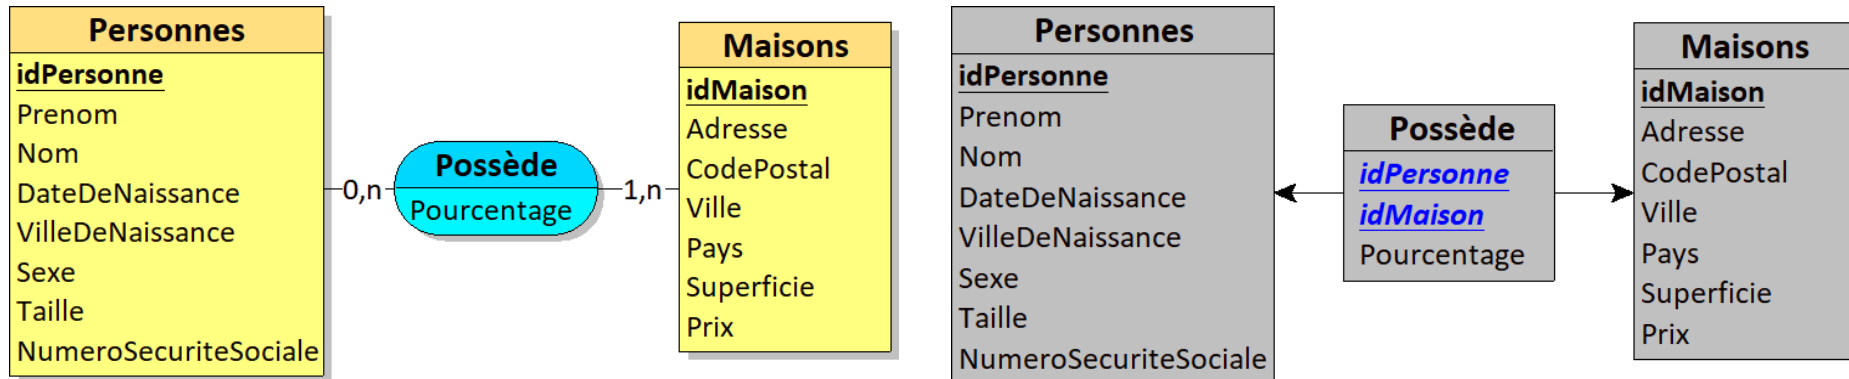 Personnes
idPersonne
Prenom
Nom
DateDeNaissance
VilleDeNaissance
Sexe
Taille
NumeroSecuriteSociale
0,n
Possède
Pourcentage
1,n
Maisons
idMaison
Adresse
CodePostal
Ville
Pays
Superficie
Prix
Personnes
idPersonne
Prenom
Nom
DateDeNaissance
VilleDeNaissance
Sexe
Taille
NumeroSecuriteSociale
Possède
idPersonne
idMaison
Pourcentage
Maisons
idMaison
Adresse
CodePostal
Ville
Pays
Superficie
Prix